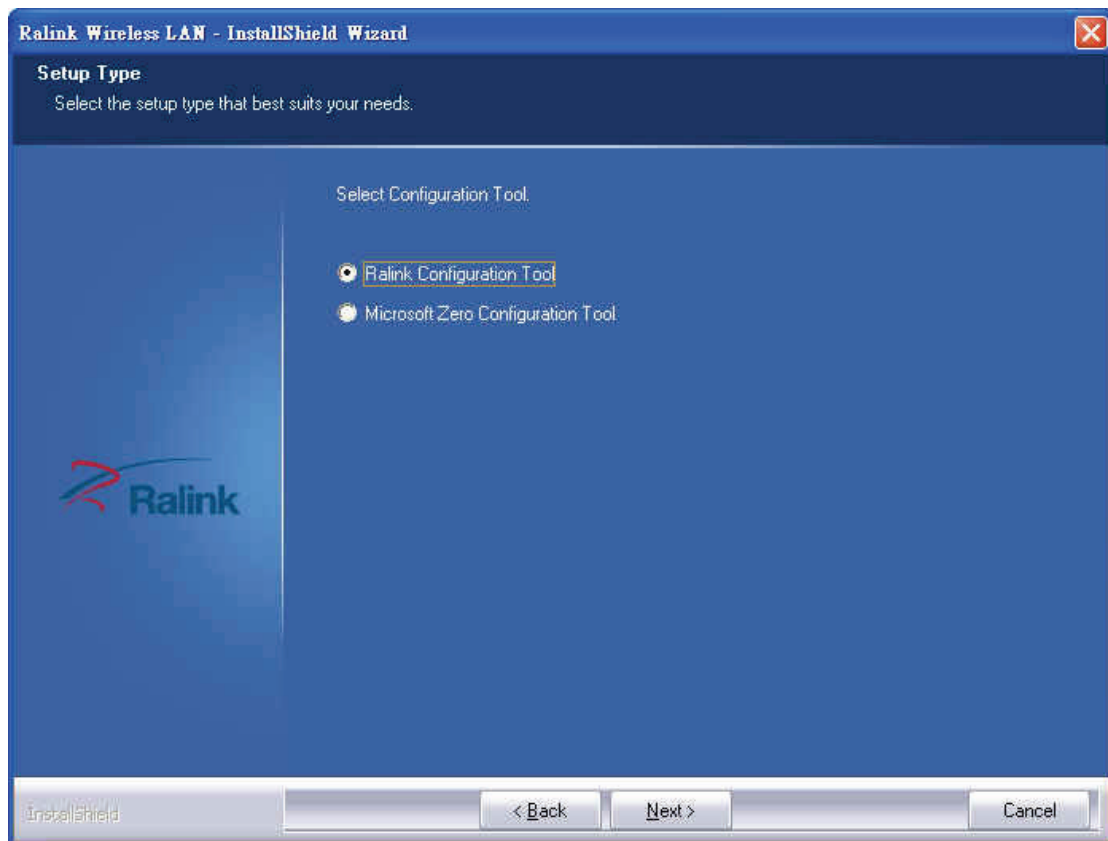 Ralink Wireless LAN - InstallShield Wizard
Setup Type
Select the setup type that best suits your needs.
Select Configuration Tool.
Ralink Configuration Tool
Microsoft Zero Configuration Tool
Ralink
InstallShield
< Back
Next >
Cancel